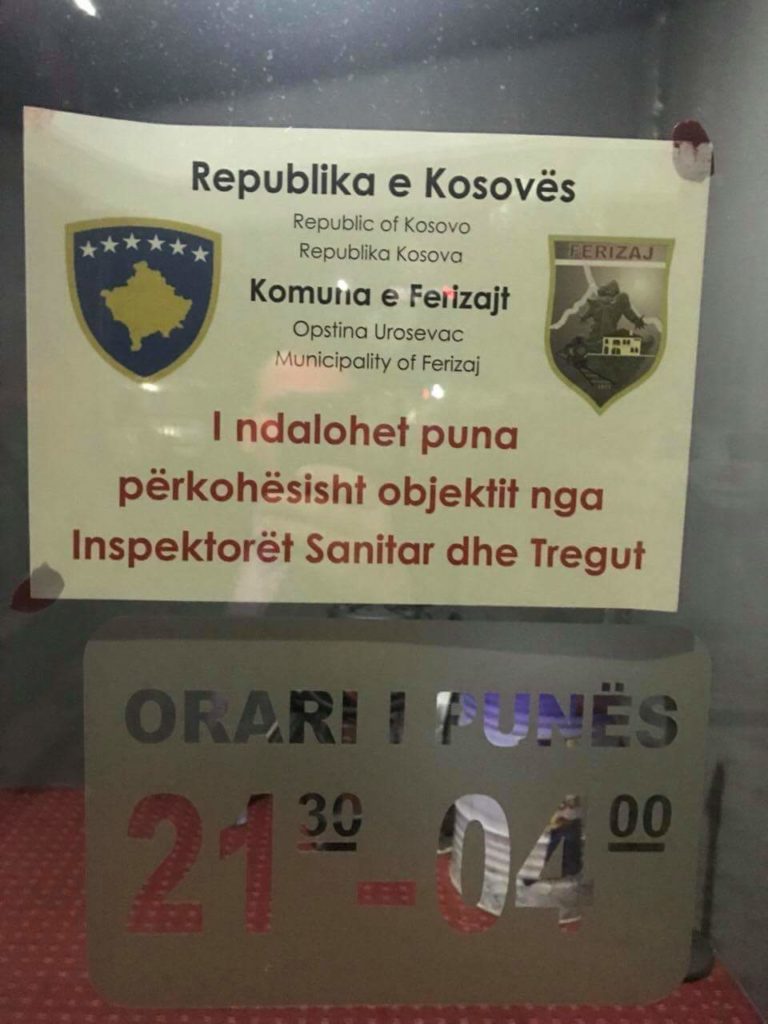 Republika e Kosovës
Republic of Kosovo
Republika Kosova
Komuna e Ferizajt
Opstina Urosevac
Municipality of Ferizaj
FERIZAJ
I ndalohet puna
përkohësisht objektit nga
Inspektorët Sanitar dhe Tregut
ORARI I PUNËS
21 30 - 04 00